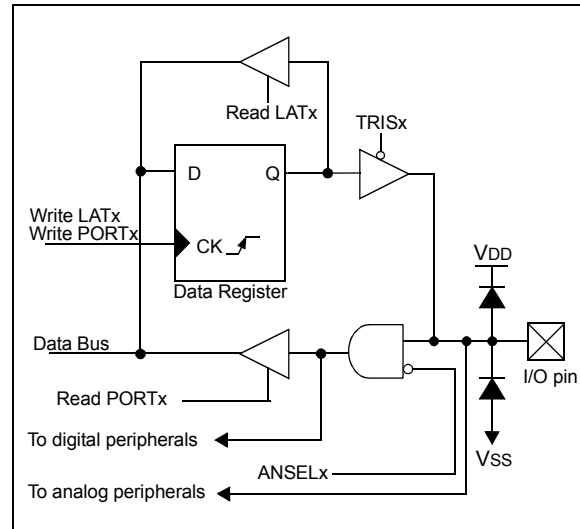 Read LATx
TRISx
D
Q
Write LATx
Write PORTx
CK
VDD
Data Register
Data Bus
I/O pin
Read PORTx
To digital peripherals
VSS
ANSELx
To analog peripherals